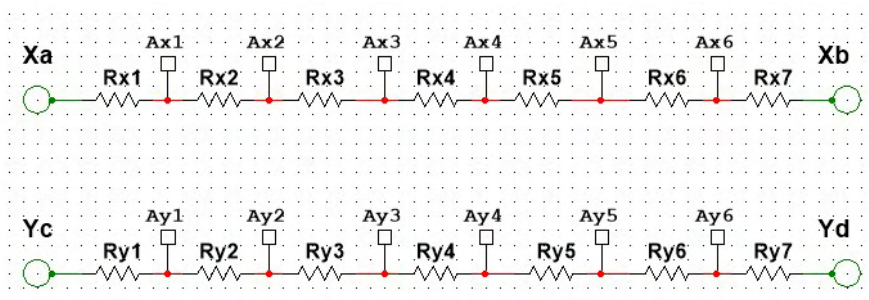 Ax1 Ax2 Ax3 Ax4 Ax5 Ax6
Xa Xb
Rx1 Rx2 Rx3 Rx4 Rx5 Rx6 Rx7
Ay1 Ay2 Ay3 Ay4 Ay5 Ay6
Yc Yd
Ry1 Ry2 Ry3 Ry4 Ry5 Ry6 Ry7